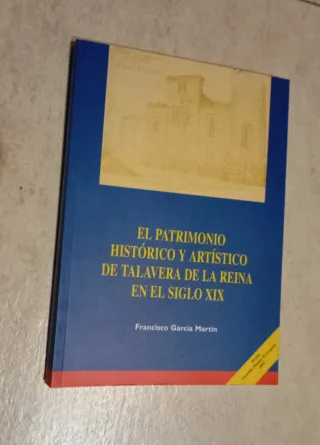 EL PATRIMONIO
HISTÓRICO Y ARTÍSTICO
DE TALAVERA DE LA REINA
EN EL SIGLO XIX
Francisco García Martín